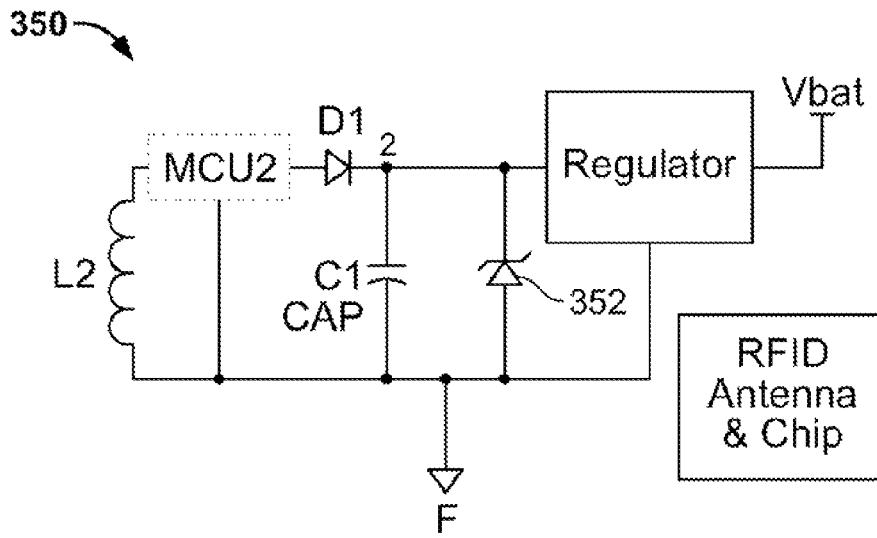 350
Vbat
D1
2
MCU2
Regulator
L2
C1
CAP
352
RFID
Antenna
& Chip
F